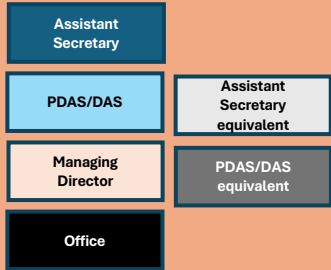 Assistant
Secretary
PDAS/DAS
Assistant
Secretary
equivalent
Managing
Director
PDAS/DAS
equivalent
Office